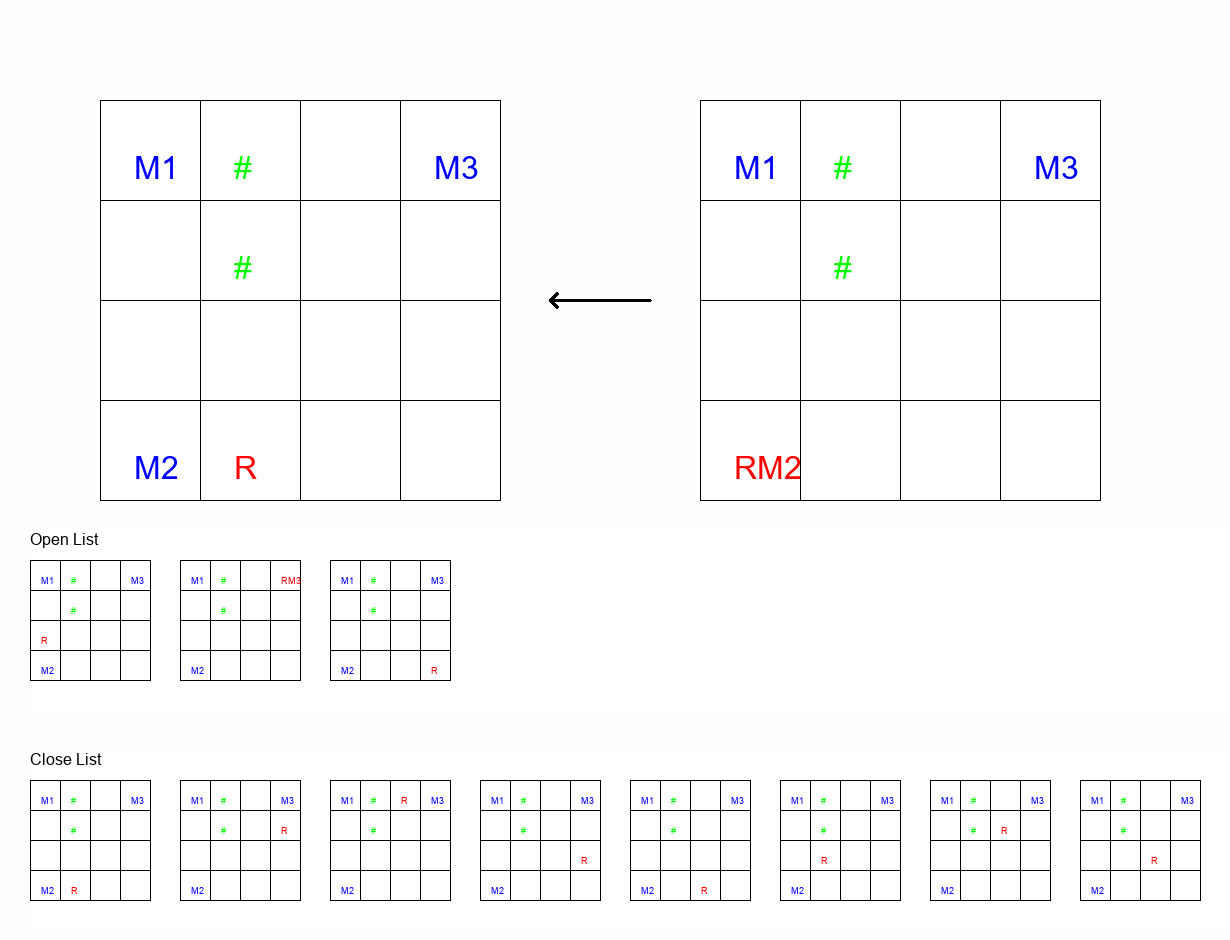 M1 # M3 M1 # M3
# #
M2 R RM2
Open List
M1 # M3 M1 # RM3 M1 # M3
# # #
R
M2 M2 M2 R
Close List
M1 # M3 M1 # M3 M1 # R M3 M1 # M3 M1 # M3 M1 # M3 M1 # M3 M1 # M3
# # R # # # # # R #
R R R
M2 R M2 M2 M2 M2 R M2 M2 M2